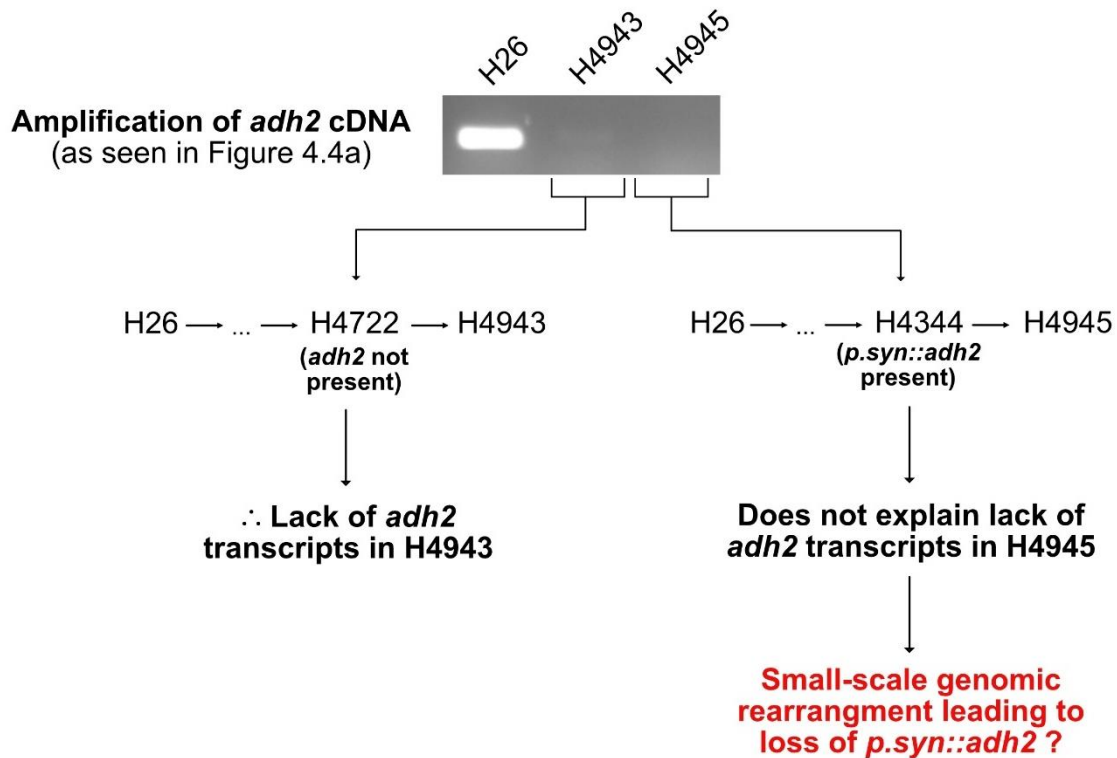 H26
H4943
H4945
Amplification of adh2 cDNA
(as seen in Figure 4.4a)
H26 → ... → H4722 → H4943
(adh2 not
present)
∴ Lack of adh2
transcripts in H4943
H26 → ... → H4344 → H4945
(p.syn::adh2
present)
Does not explain lack of
adh2 transcripts in H4945
Small-scale genomic
rearrangment leading to
loss of p.syn::adh2 ?